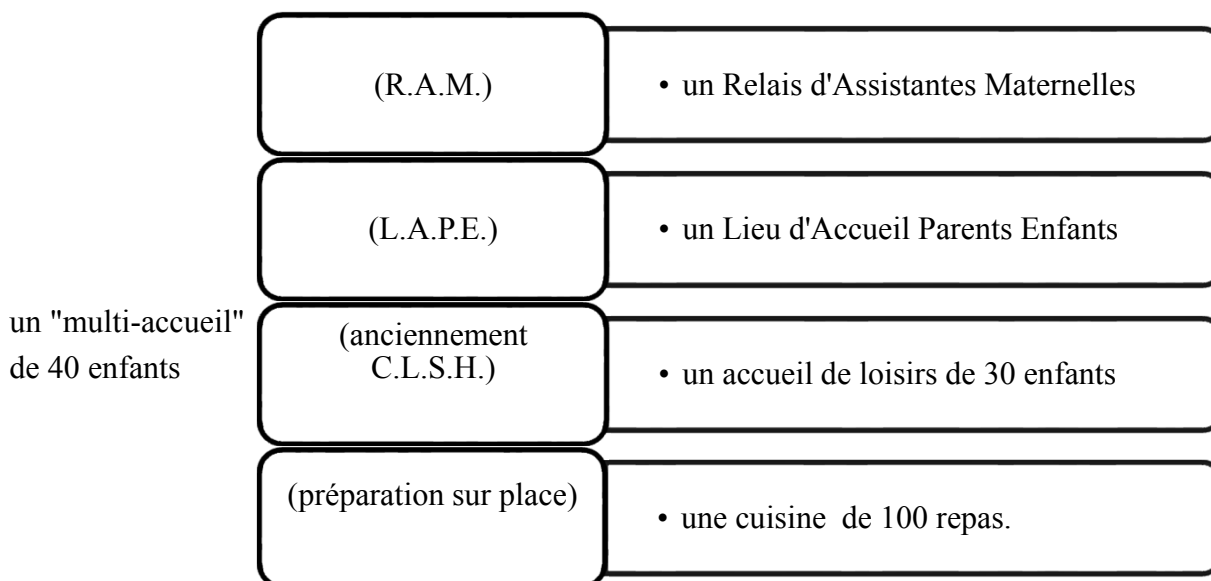 (R.A.M.)
• un Relais d'Assistantes Maternelles
(L.A.P.E.)
• un Lieu d'Accueil Parents Enfants
un "multi-accueil"
de 40 enfants
(anciennement
C.L.S.H.)
• un accueil de loisirs de 30 enfants
(préparation sur place)
• une cuisine  de 100 repas.